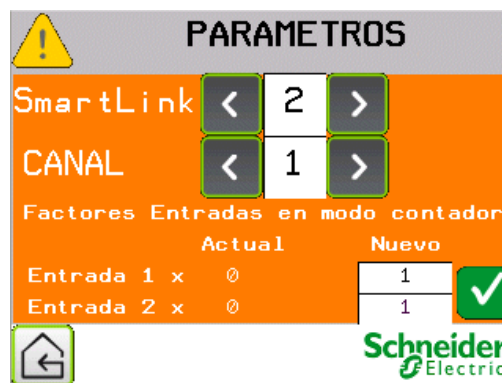 PARAMETROS
SmartLink < 2 >
CANAL < 1 >
Factores Entradas en modo contador
Actual Nuevo
Entrada 1 x 0 1
Entrada 2 x 0 1
Schneider
Electric